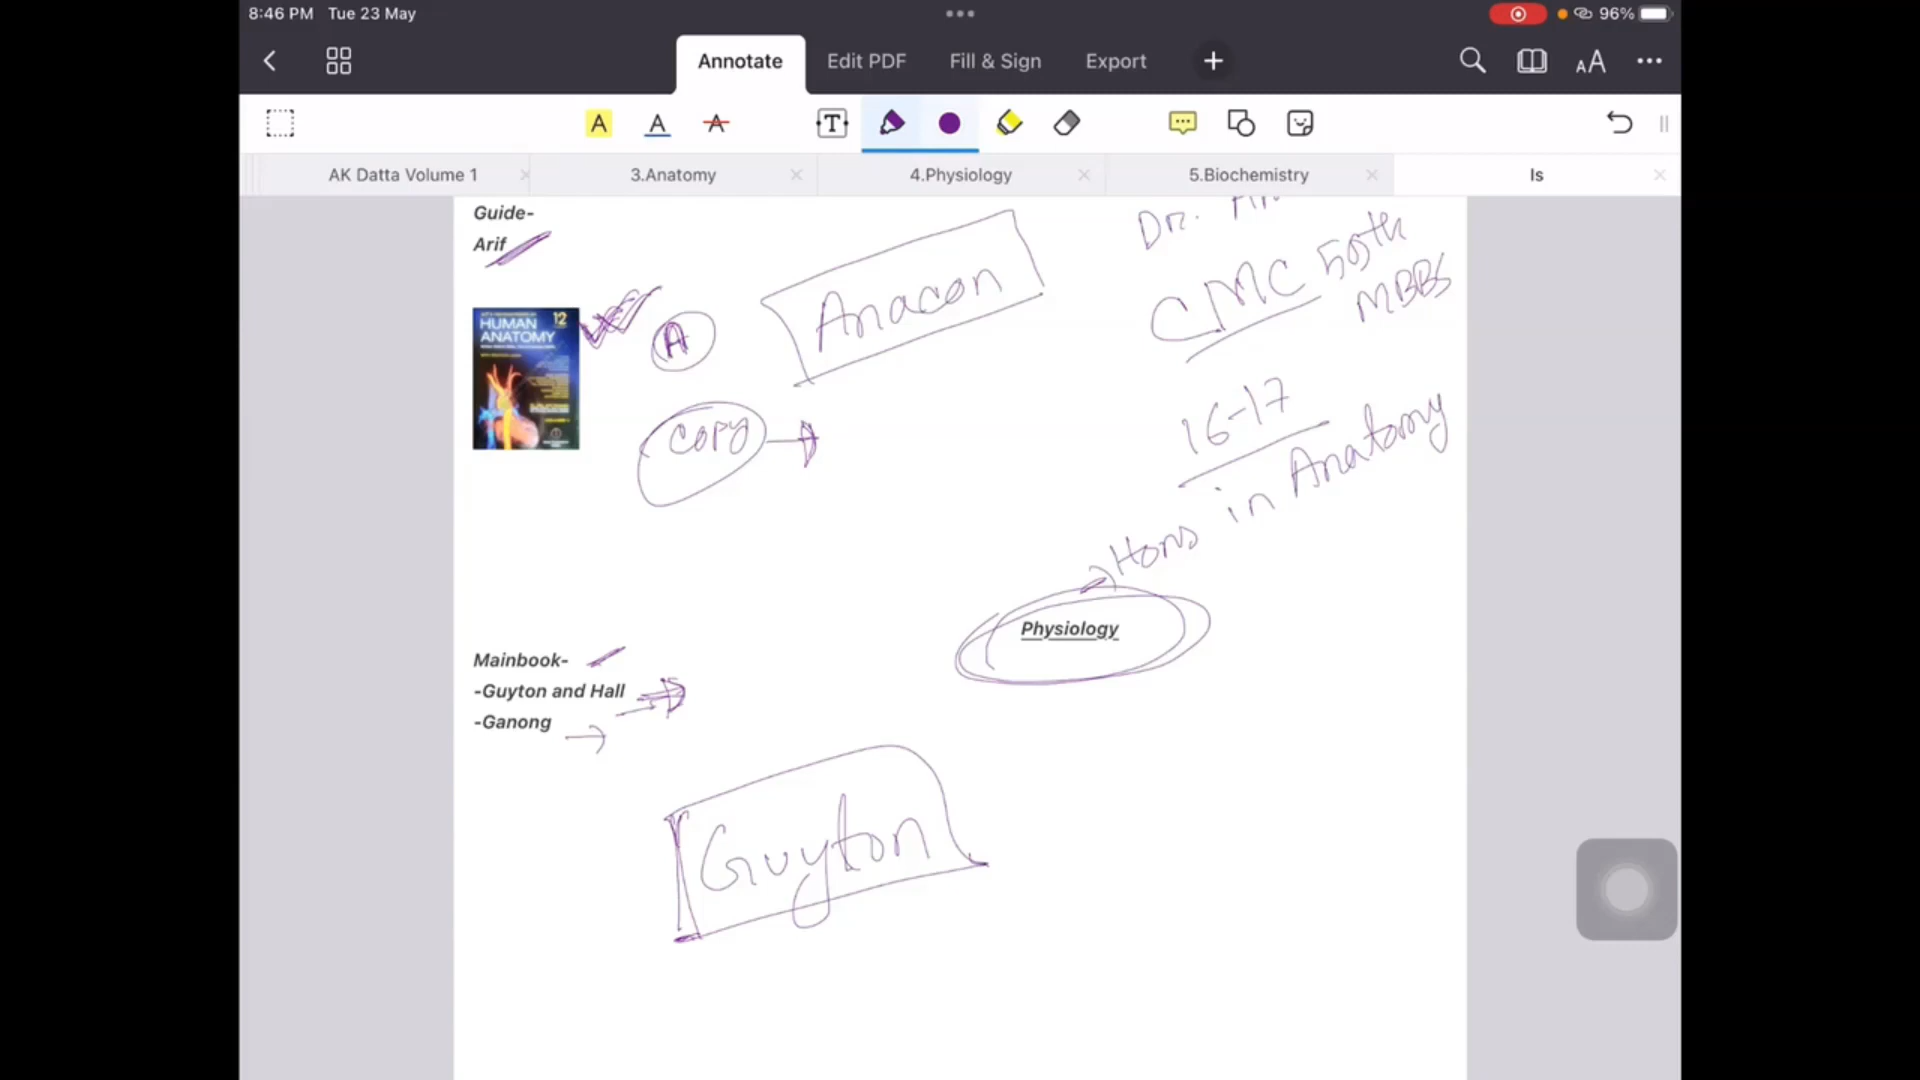 8:46 PM Tue 23 May
96%
Annotate
Edit PDF
Fill & Sign
Export
AK Datta Volume 1
3.Anatomy
4.Physiology
5.Biochemistry
Is
Guide-
Arif
Dr.
CMC 59th
MBBS
Anacon
HUMAN
ANATOMY
12
A
Copy
16-17
Hons in Anatomy
Physiology
Mainbook-
-Guyton and Hall
-Ganong
Guyton